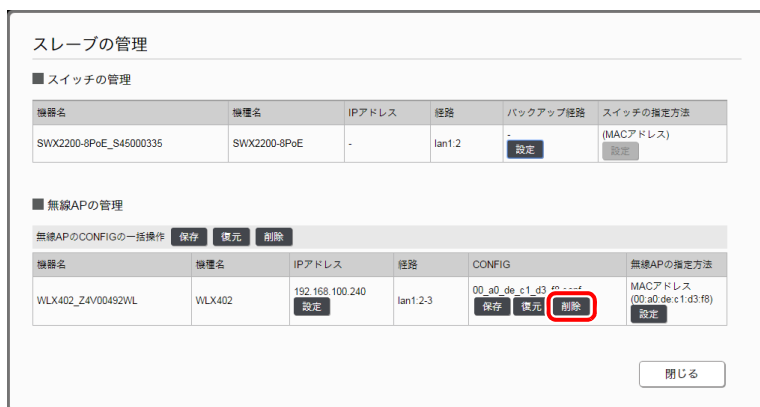 スレーブの管理
■ スイッチの管理
機器名 機種名 IPアドレス 経路 バックアップ経路 スイッチの指定方法
SWX2200-8PoE_S45000335 SWX2200-8PoE - lan1:2 - (MACアドレス)
設定 設定
■ 無線APの管理
無線APのCONFIGの一括操作 保存 復元 削除
機器名 機種名 IPアドレス 経路 CONFIG 無線APの指定方法
WLX402_Z4V00492WL WLX402 192.168.100.240 lan1:2-3 00_a0_de_c1_d3_f8.conf MACアドレス
(00:a0:de:c1:d3:f8)
設定 保存 復元 削除 設定
閉じる